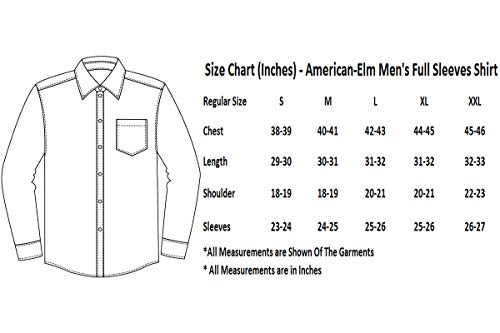 Size Chart (Inches) - American-Elm Men's Full Sleeves Shirt
Regular Size S M L XL XXL
Chest 38-39 40-41 42-43 44-45 45-46
Length 29-30 30-31 31-32 31-32 32-33
Shoulder 18-19 18-19 20-21 20-21 22-23
Sleeves 23-24 24-25 25-26 25-26 26-27
*All Measurements are Shown Of The Garments
* All Measurements are in Inches